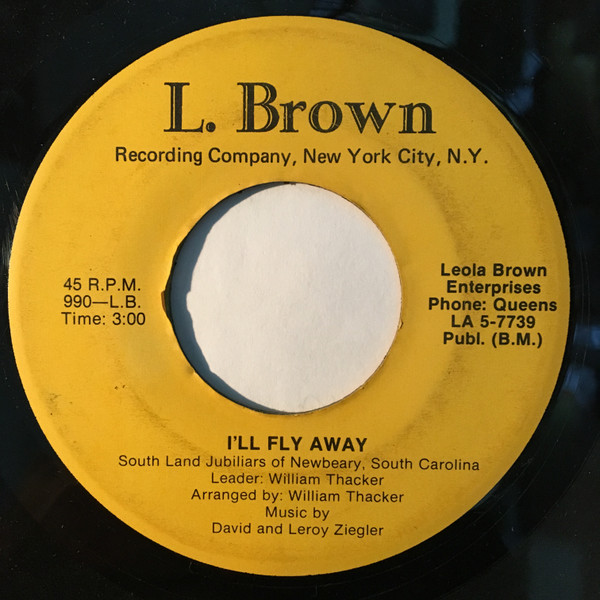 L. Brown
Recording Company, New York City, N.Y.
45 R.P.M.
990—L.B.
Time: 3:00
Leola Brown
Enterprises
Phone: Queens
LA 5-7739
Publ. (B.M.)
I'LL FLY AWAY
South Land Jubiliars of Newbeary, South Carolina
Leader: William Thacker
Arranged by: William Thacker
Music by
David and Leroy Ziegler